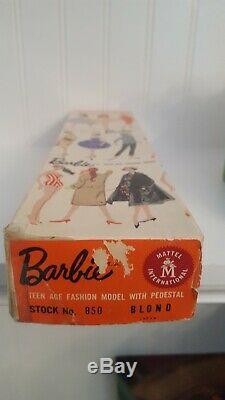 Barbie
Barbie
TEEN AGE FASHION MODEL WITH PEDESTAL
STOCK No. 850 BLOND
MATTEL
M
INTERNATIONAL